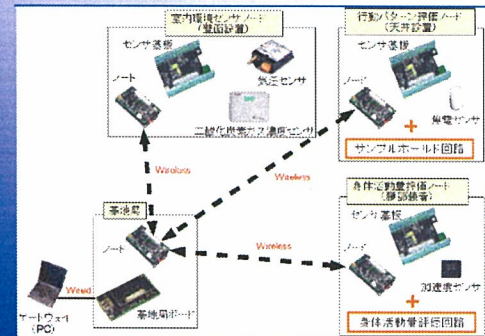 室内環境センサノード
(壁面設置)
センサ基板
ノード
気圧センサ
二酸化炭素ガス濃度センサ
行動パターン評価ノード
(天井設置)
センサ基板
ノード
焦電センサ
サンプルホールド回路
Wireless
Wireless
Wireless
基地局
ノード
基地局ボード
Wired
ゲートウェイ
(PC)
身体活動量評価ノード
(腰部装着)
センサ基板
ノード
加速度センサ
身体活動量評価回路